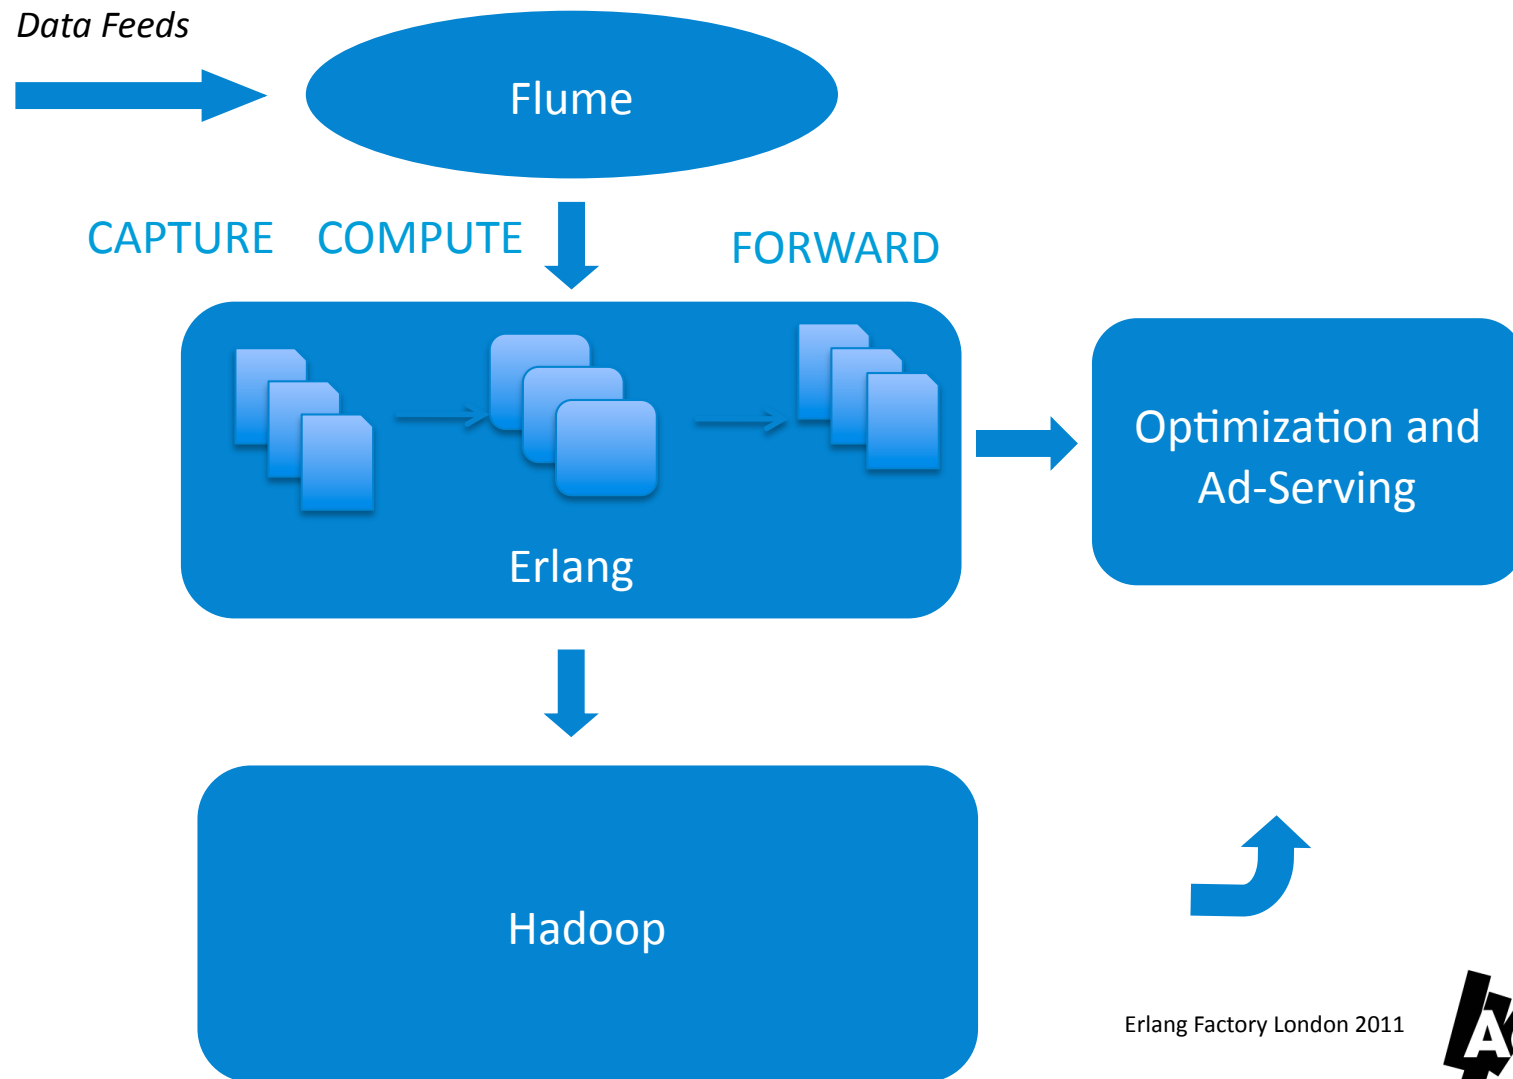 Data Feeds
Flume
CAPTURE COMPUTE
FORWARD
Erlang
Optimization and
Ad-Serving
Hadoop
Erlang Factory London 2011